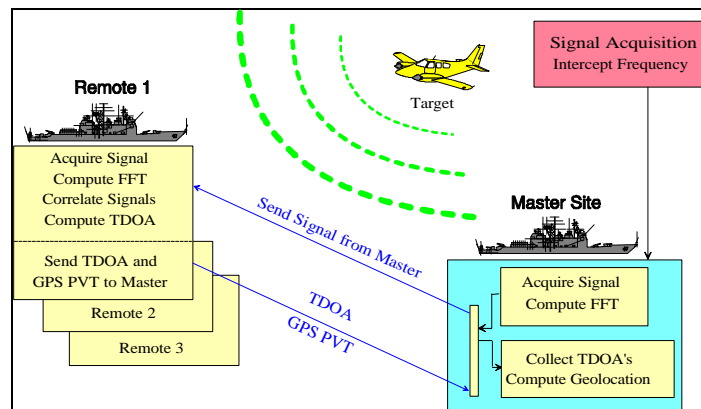 Signal Acquisition
Intercept Frequency
Target
Remote 1
Acquire Signal
Compute FFT
Correlate Signals
Compute TDOA
Send TDOA and
GPS PVT to Master
Remote 2
Remote 3
Send Signal from Master
TDOA
GPS PVT
Master Site
Acquire Signal
Compute FFT
Collect TDOA's
Compute Geolocation